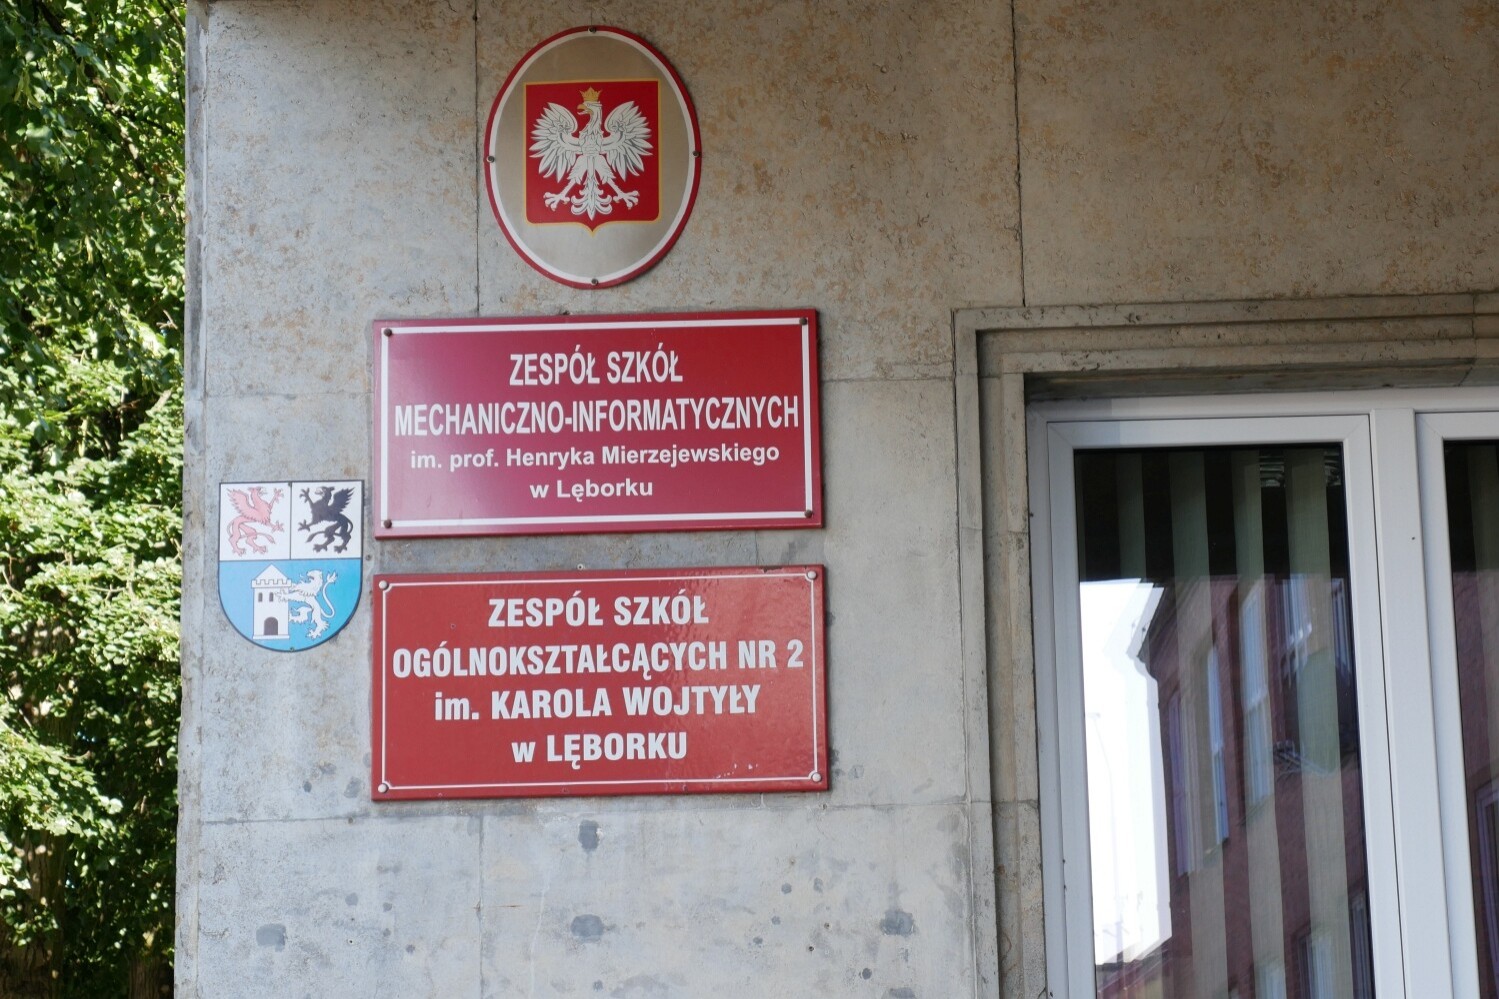 ZESPÓŁ SZKÓŁ
MECHANICZNO-INFORMATYCZNYCH
im. prof. Henryka Mierzejewskiego
w Lęborku
ZESPÓŁ SZKÓŁ
OGÓLNOKSZTAŁCĄCYCH NR 2
im. KAROLA WOJTYŁY
w LĘBORKU